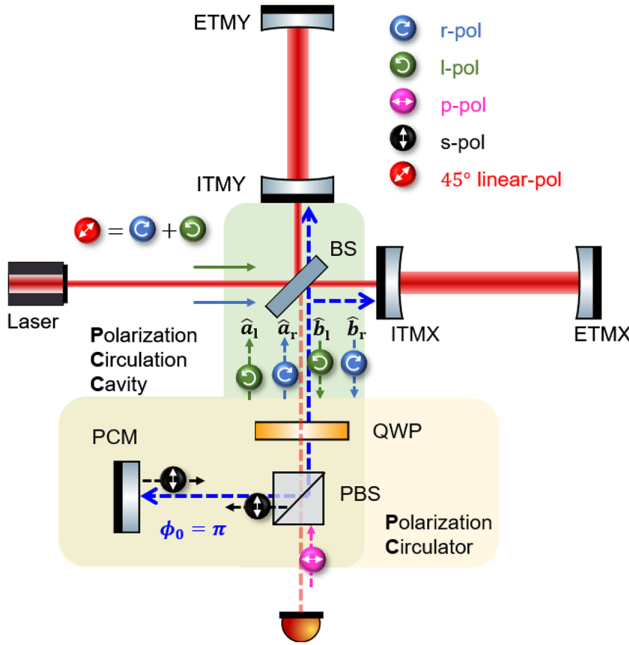 ETMY
r-pol
l-pol
p-pol
s-pol
45° linear-pol
ITMY
= +
BS
Laser
ITMX
ETMX
â_l â_r b̂_l b̂_r
Polarization
Circulation
Cavity
QWP
PCM
PBS
ϕ₀ = π
Polarization
Circulator